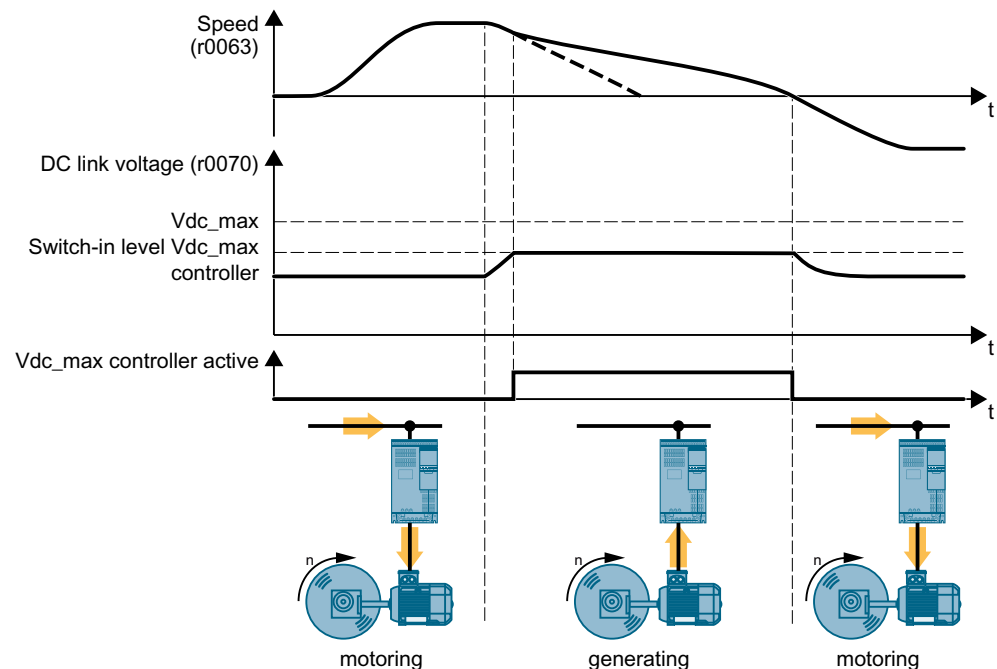 Speed
(r0063)
t
DC link voltage (r0070)
Vdc_max
Switch-in level Vdc_max
controller
t
Vdc_max controller active
t
n
n
n
motoring
generating
motoring